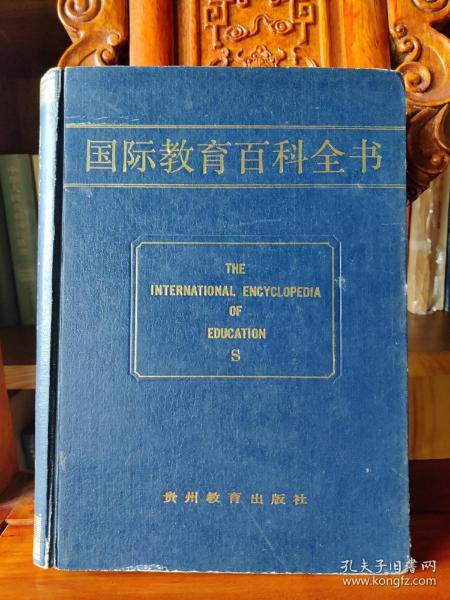 国际教育百科全书
THE
INTERNATIONAL ENCYCLOPEDIA
OF
EDUCATION
S
贵州教育出版社
孔夫子旧書网
www.kongfz.com